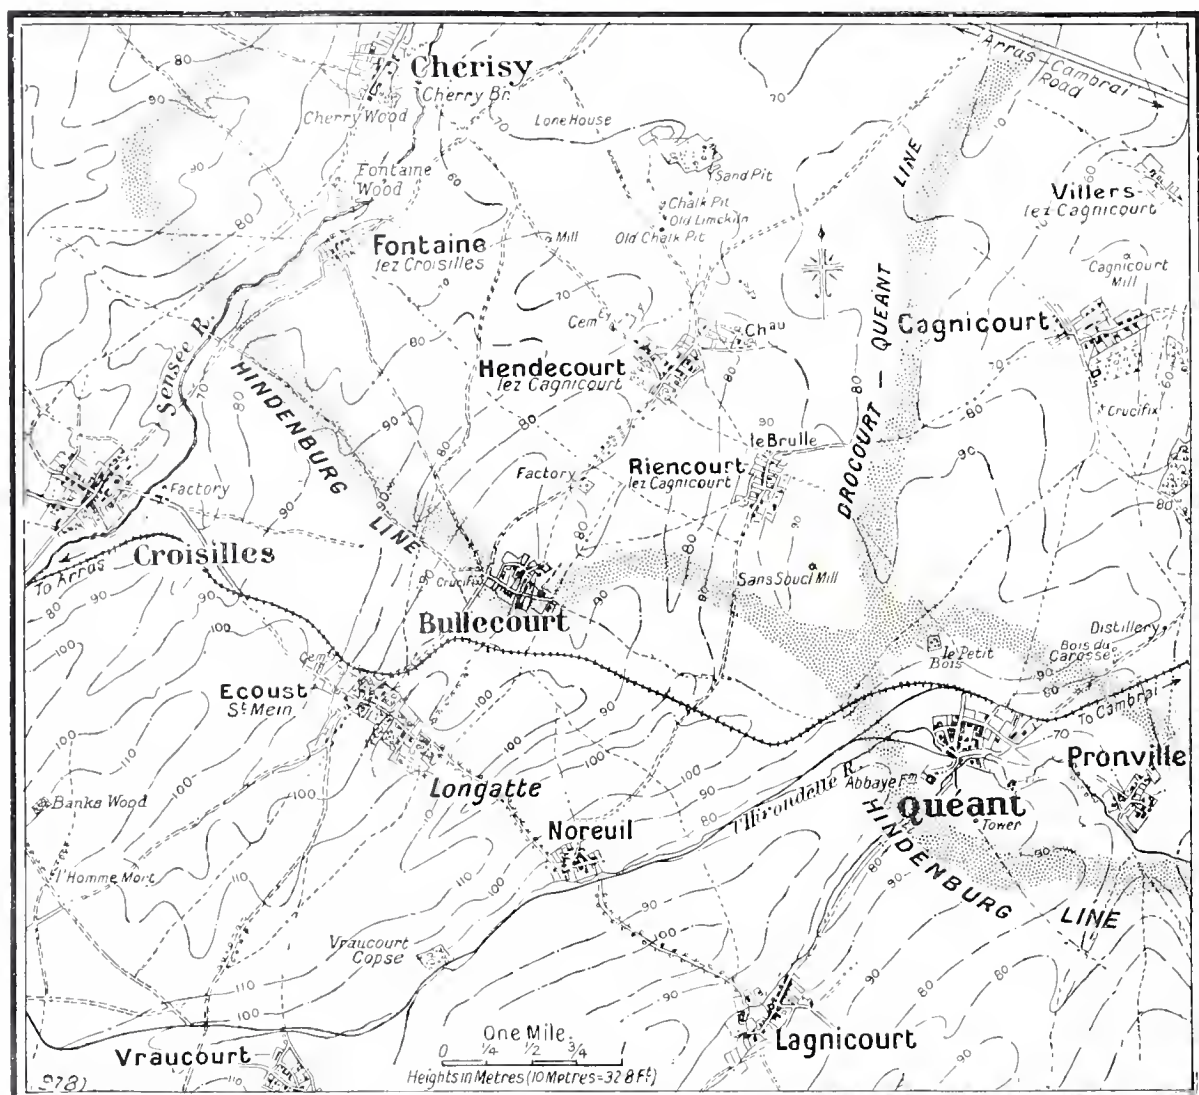 Chérisy
Cherry Br.
Cherry Wood
Lone House
Arras–Cambrai
Road
Fontaine
Wood
Sand Pit
Chalk Pit
Old Limekiln
Old Chalk Pit
Mill
Villers-
lez Cagnicourt
Fontaine
lez Croisilles
Cagnicourt
Mill
Cagnicourt
Sensee R.
Cemy.
Chau
Hendecourt
lez Cagnicourt
DROCOURT – QUEANT LINE
Crucifix
HINDENBURG LINE
le Brulle
Factory
Riencourt
lez Cagnicourt
Factory
Croisilles
To Arras
Crucifix
Bullecourt
Sans Souci Mill
Distillery
Bois du
Carosse
le Petit
Bois
Cemy.
Ecoust
St. Mein
To Cambrai
Pronville
Longatte
l'Hirondelle R.
Abbaye Fm.
Quéant
Tower
Banks Wood
Noreuil
HINDENBURG LINE
l'Homme Mort
Vraucourt
Copse
Vraucourt
Lagnicourt
One Mile.
0 1/4 1/2 3/4
Heights in Metres (10 Metres=32·8 Ft.)
978)